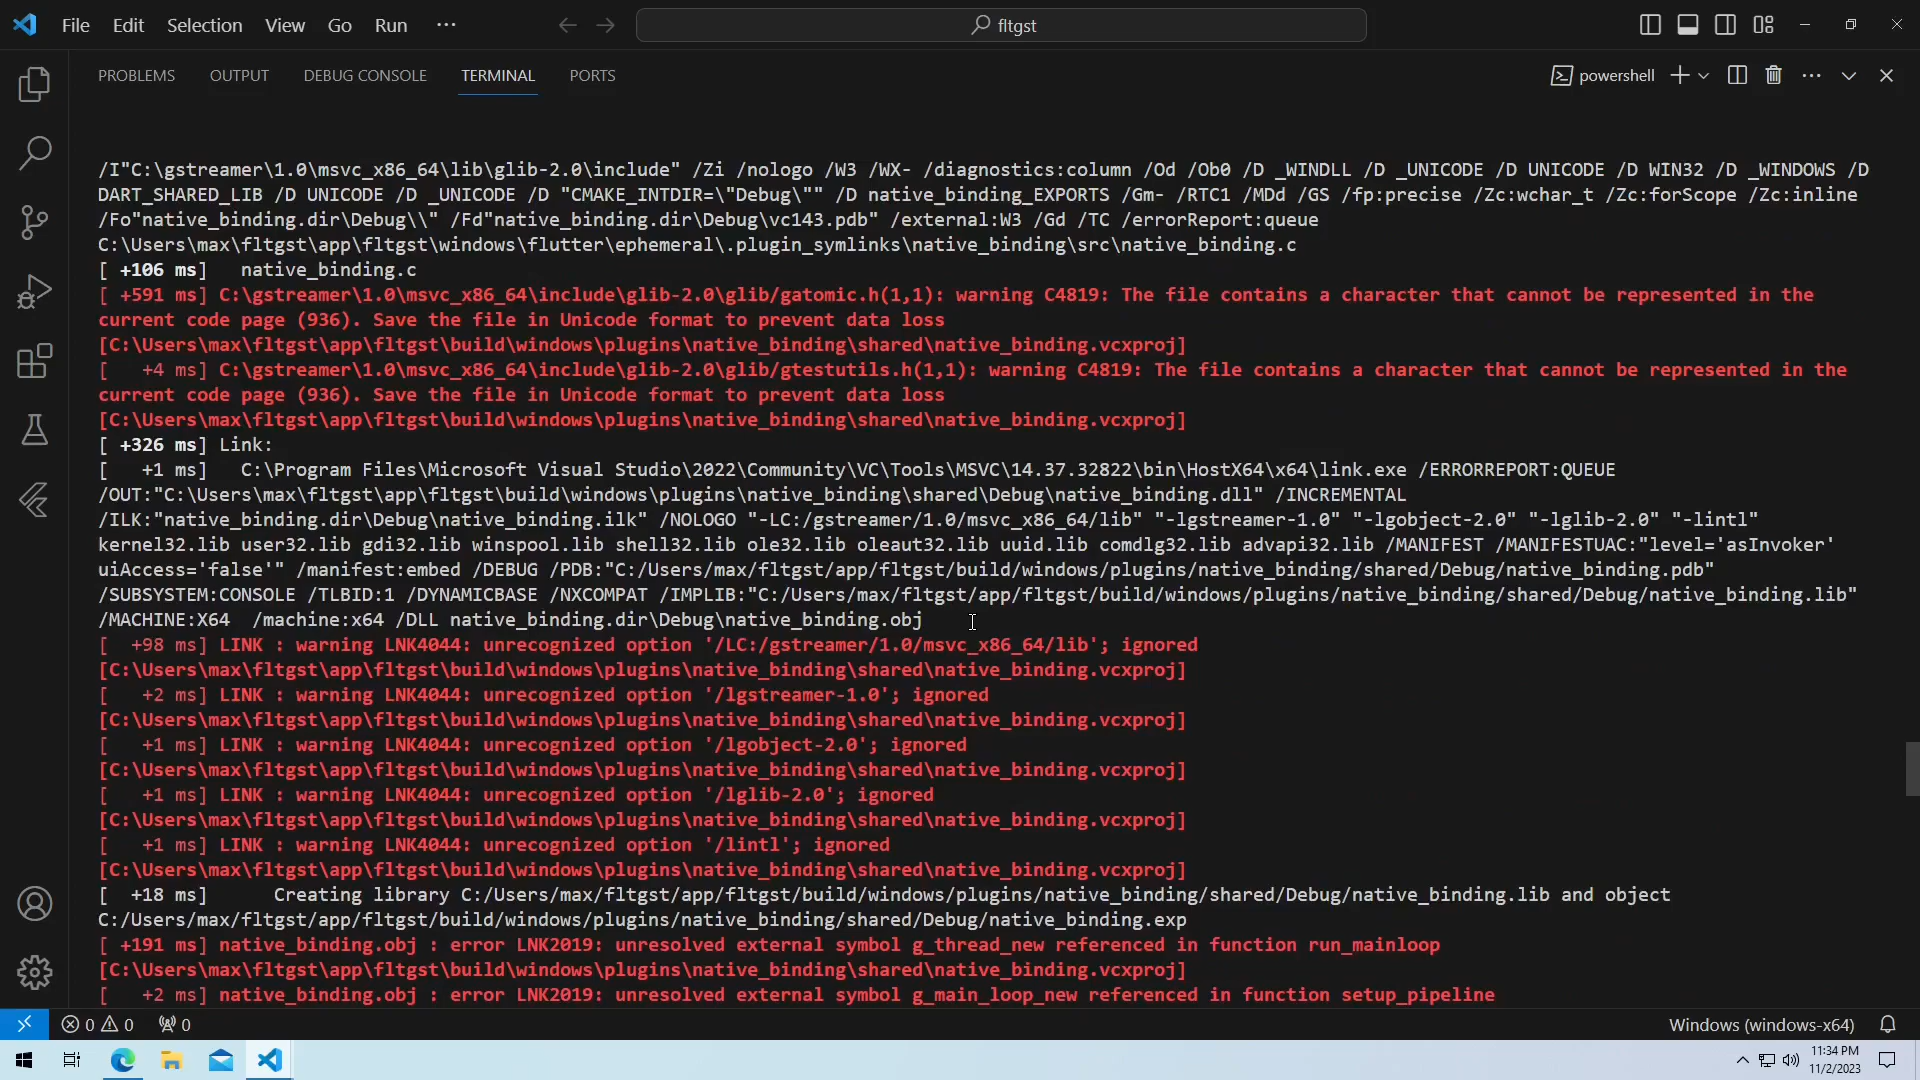 File Edit Selection View Go Run ···
fltgst
PROBLEMS OUTPUT DEBUG CONSOLE TERMINAL PORTS
powershell
/I"C:\gstreamer\1.0\msvc_x86_64\lib\glib-2.0\include" /Zi /nologo /W3 /WX- /diagnostics:column /Od /Ob0 /D _WINDLL /D _UNICODE /D UNICODE /D WIN32 /D _WINDOWS /D
DART_SHARED_LIB /D UNICODE /D _UNICODE /D "CMAKE_INTDIR=\"Debug\"" /D native_binding_EXPORTS /Gm- /RTC1 /MDd /GS /fp:precise /Zc:wchar_t /Zc:forScope /Zc:inline
/Fo"native_binding.dir\Debug\\" /Fd"native_binding.dir\Debug\vc143.pdb" /external:W3 /Gd /TC /errorReport:queue
C:\Users\max\fltgst\app\fltgst\windows\flutter\ephemeral\.plugin_symlinks\native_binding\src\native_binding.c
[ +106 ms]   native_binding.c
[ +591 ms] C:\gstreamer\1.0\msvc_x86_64\include\glib-2.0\glib/gatomic.h(1,1): warning C4819: The file contains a character that cannot be represented in the
current code page (936). Save the file in Unicode format to prevent data loss
[C:\Users\max\fltgst\app\fltgst\build\windows\plugins\native_binding\shared\native_binding.vcxproj]
[   +4 ms] C:\gstreamer\1.0\msvc_x86_64\include\glib-2.0\glib/gtestutils.h(1,1): warning C4819: The file contains a character that cannot be represented in the
current code page (936). Save the file in Unicode format to prevent data loss
[C:\Users\max\fltgst\app\fltgst\build\windows\plugins\native_binding\shared\native_binding.vcxproj]
[ +326 ms] Link:
[   +1 ms]   C:\Program Files\Microsoft Visual Studio\2022\Community\VC\Tools\MSVC\14.37.32822\bin\HostX64\x64\link.exe /ERRORREPORT:QUEUE
/OUT:"C:\Users\max\fltgst\app\fltgst\build\windows\plugins\native_binding\shared\Debug\native_binding.dll" /INCREMENTAL
/ILK:"native_binding.dir\Debug\native_binding.ilk" /NOLOGO "-LC:/gstreamer/1.0/msvc_x86_64/lib" "-lgstreamer-1.0" "-lgobject-2.0" "-lglib-2.0" "-lintl"
kernel32.lib user32.lib gdi32.lib winspool.lib shell32.lib ole32.lib oleaut32.lib uuid.lib comdlg32.lib advapi32.lib /MANIFEST /MANIFESTUAC:"level='asInvoker'
uiAccess='false'" /manifest:embed /DEBUG /PDB:"C:/Users/max/fltgst/app/fltgst/build/windows/plugins/native_binding/shared/Debug/native_binding.pdb"
/SUBSYSTEM:CONSOLE /TLBID:1 /DYNAMICBASE /NXCOMPAT /IMPLIB:"C:/Users/max/fltgst/app/fltgst/build/windows/plugins/native_binding/shared/Debug/native_binding.lib"
/MACHINE:X64  /machine:x64 /DLL native_binding.dir\Debug\native_binding.obj
[  +98 ms] LINK : warning LNK4044: unrecognized option '/LC:/gstreamer/1.0/msvc_x86_64/lib'; ignored
[C:\Users\max\fltgst\app\fltgst\build\windows\plugins\native_binding\shared\native_binding.vcxproj]
[   +2 ms] LINK : warning LNK4044: unrecognized option '/lgstreamer-1.0'; ignored
[C:\Users\max\fltgst\app\fltgst\build\windows\plugins\native_binding\shared\native_binding.vcxproj]
[   +1 ms] LINK : warning LNK4044: unrecognized option '/lgobject-2.0'; ignored
[C:\Users\max\fltgst\app\fltgst\build\windows\plugins\native_binding\shared\native_binding.vcxproj]
[   +1 ms] LINK : warning LNK4044: unrecognized option '/lglib-2.0'; ignored
[C:\Users\max\fltgst\app\fltgst\build\windows\plugins\native_binding\shared\native_binding.vcxproj]
[   +1 ms] LINK : warning LNK4044: unrecognized option '/lintl'; ignored
[C:\Users\max\fltgst\app\fltgst\build\windows\plugins\native_binding\shared\native_binding.vcxproj]
[  +18 ms]      Creating library C:/Users/max/fltgst/app/fltgst/build/windows/plugins/native_binding/shared/Debug/native_binding.lib and object
C:/Users/max/fltgst/app/fltgst/build/windows/plugins/native_binding/shared/Debug/native_binding.exp
[ +191 ms] native_binding.obj : error LNK2019: unresolved external symbol g_thread_new referenced in function run_mainloop
[C:\Users\max\fltgst\app\fltgst\build\windows\plugins\native_binding\shared\native_binding.vcxproj]
[   +2 ms] native_binding.obj : error LNK2019: unresolved external symbol g_main_loop_new referenced in function setup_pipeline
0 0 0
Windows (windows-x64)
11:34 PM
11/2/2023